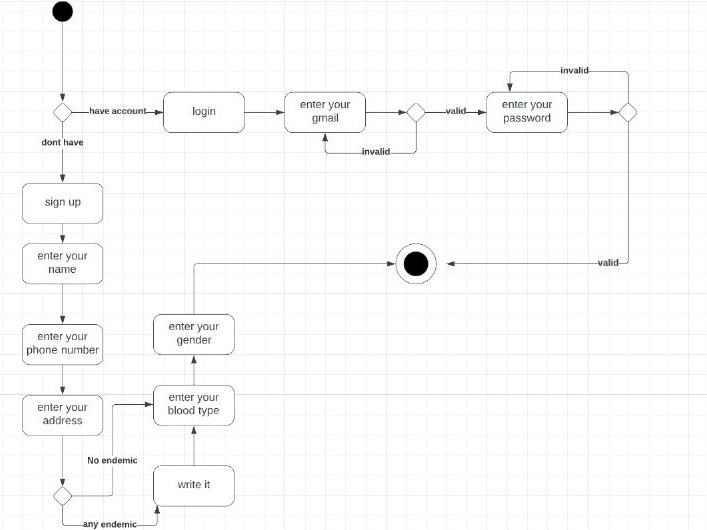 invalid
have account
login
enter your
gmail
valid
enter your
password
dont have
invalid
sign up
enter your
name
valid
enter your
gender
enter your
phone number
enter your
blood type
enter your
address
No endemic
write it
any endemic